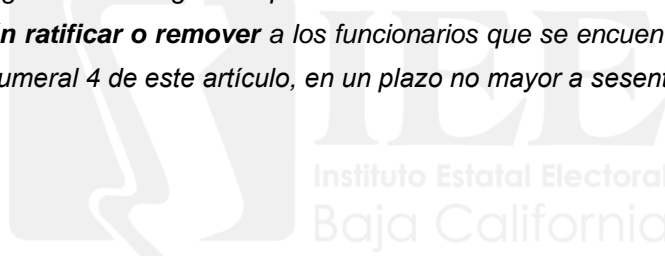 n ratificar o remover a los funcionarios que se encuen
umeral 4 de este artículo, en un plazo no mayor a sesent
IEE
Instituto Estatal Electoral
Baja California